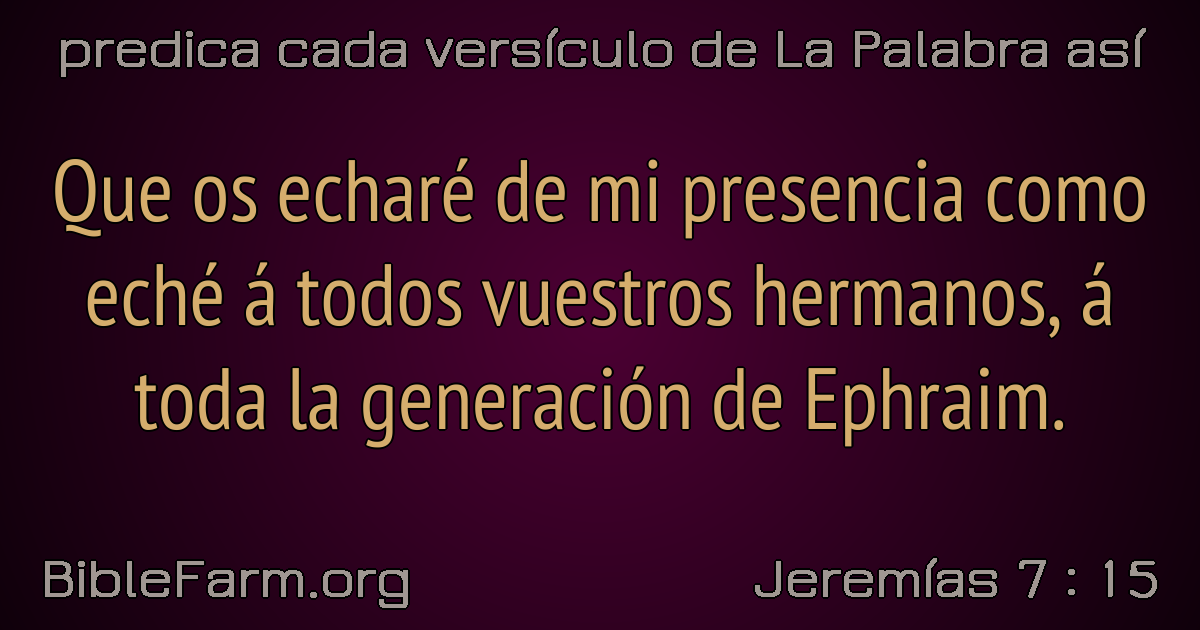 predica cada versículo de La Palabra así
Que os echaré de mi presencia como
eché á todos vuestros hermanos, á
toda la generación de Ephraim.
BibleFarm.org
Jeremías 7 : 15